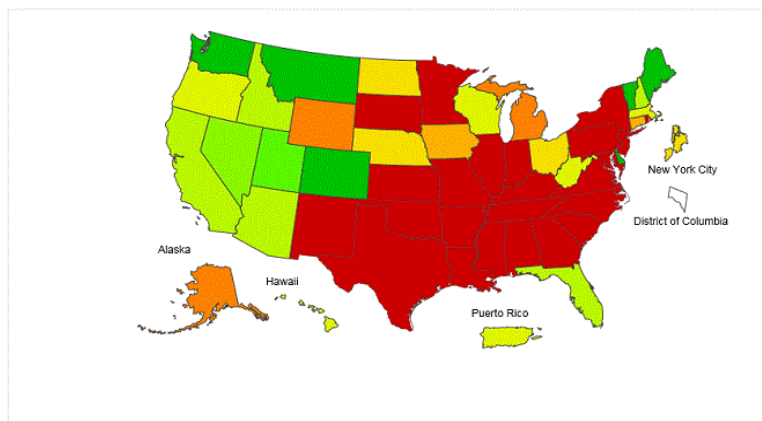 New York City
District of Columbia
Alaska
Hawaii
Puerto Rico